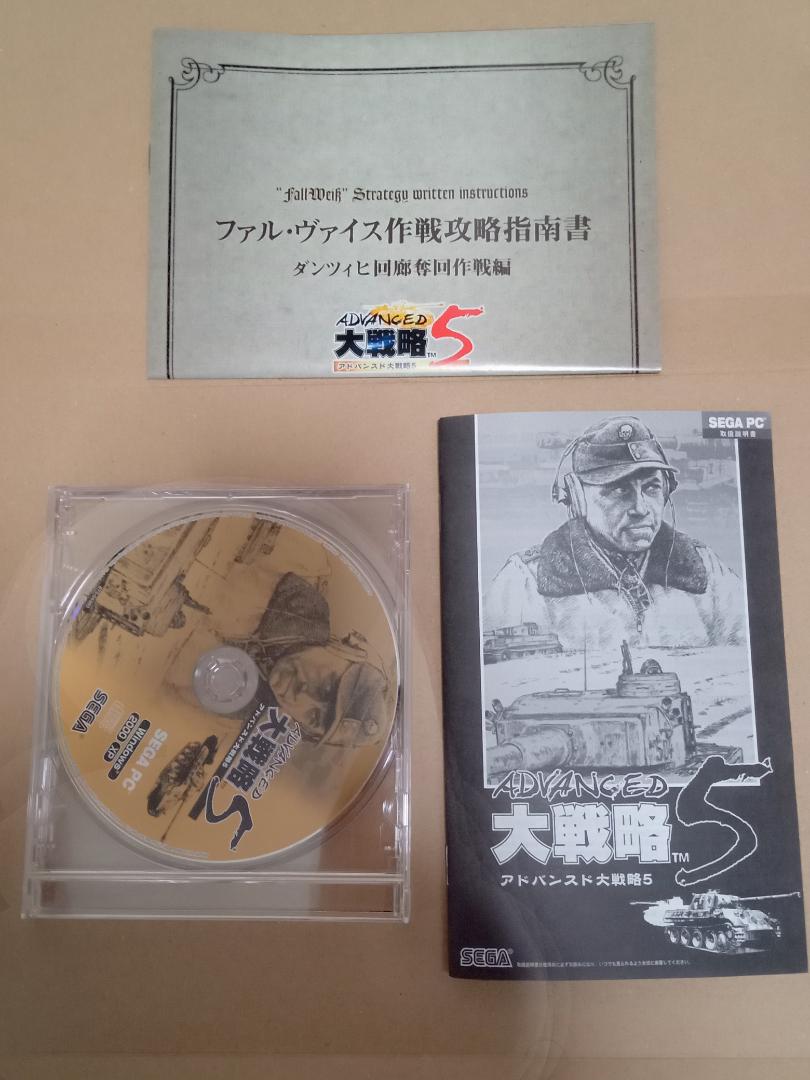 "Fall Weiß" Strategy written instructions
ファル・ヴァイス作戦攻略指南書
ダンツィヒ回廊奪回作戦編
ADVANCED
大戦略5
TM
アドバンスド大戦略5
SEGA PC
取扱説明書
ADVANCED
大戦略5
TM
アドバンスド大戦略5
SEGA
ADVANCED
大戦略5
アドバンスド大戦略5
SEGA PC
Windows
2000 XP
SEGA